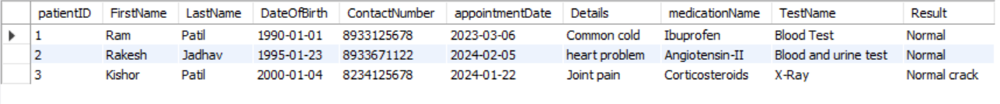 patientID FirstName LastName DateOfBirth ContactNumber appointmentDate Details medicationName TestName Result
1 Ram Patil 1990-01-01 8933125678 2023-03-06 Common cold Ibuprofen Blood Test Normal
2 Rakesh Jadhav 1995-01-23 8933671122 2024-02-05 heart problem Angiotensin-II Blood and urine test Normal
3 Kishor Patil 2000-01-04 8234125678 2024-01-22 Joint pain Corticosteroids X-Ray Normal crack